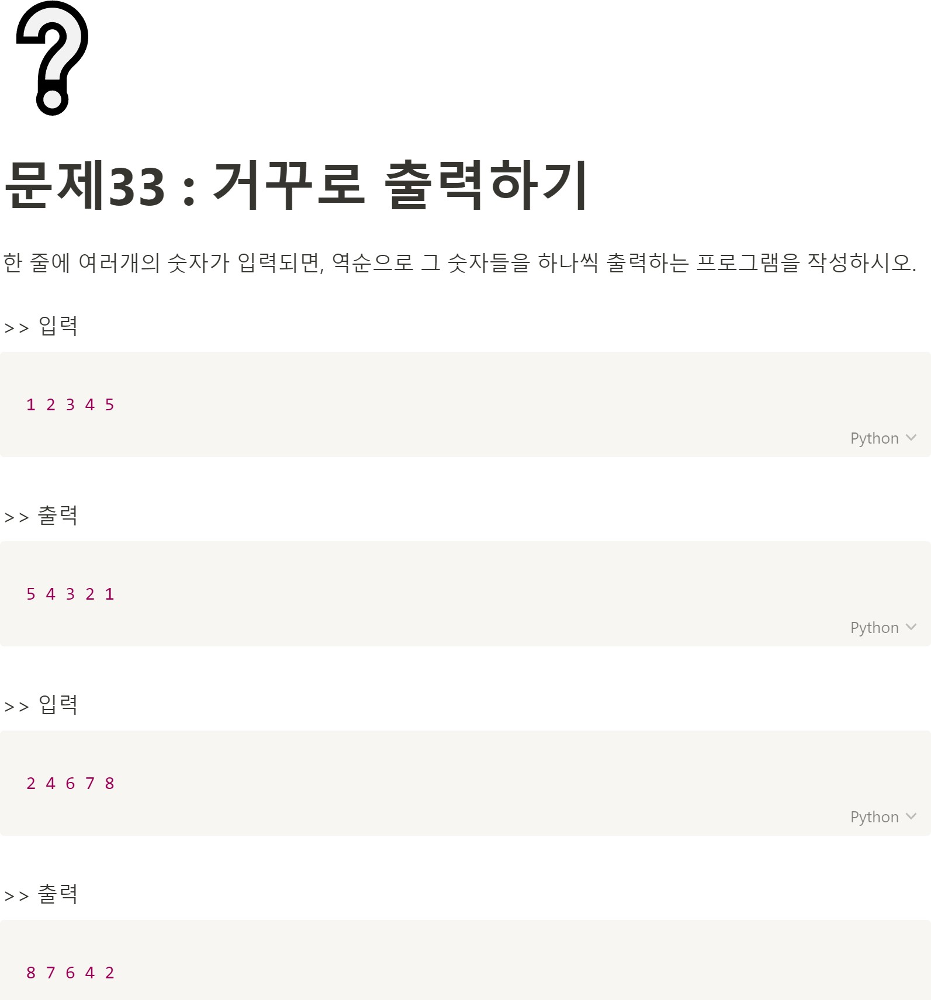 문제33 : 거꾸로 출력하기
한 줄에 여러개의 숫자가 입력되면, 역순으로 그 숫자들을 하나씩 출력하는 프로그램을 작성하시오.
>> 입력
1 2 3 4 5
Python
>> 출력
5 4 3 2 1
Python
>> 입력
2 4 6 7 8
Python
>> 출력
8 7 6 4 2